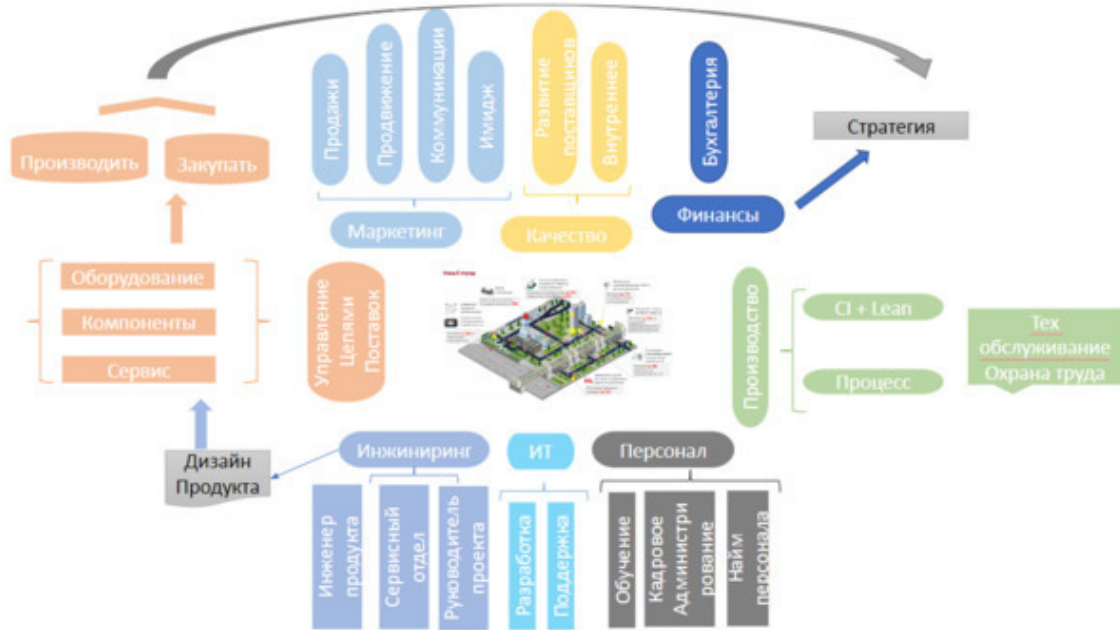 Продажи
Продвижение
Коммуникации
Имидж
Развитие
поставщиков
Внутреннее
Бухгалтерия
Стратегия
Производить
Закупать
Маркетинг
Качество
Финансы
Оборудование
Компоненты
Сервис
Управление
Цепями
Поставок
Производство
CI + Lean
Процесс
Тех
обслуживание
Охрана труда
Дизайн
Продукта
Инжиниринг
ИТ
Персонал
Инженер
продукта
Сервисный
отдел
Руководитель
проекта
Разработка
Поддержка
Обучение
Кадровое
Администри
рование
Найм
персонала